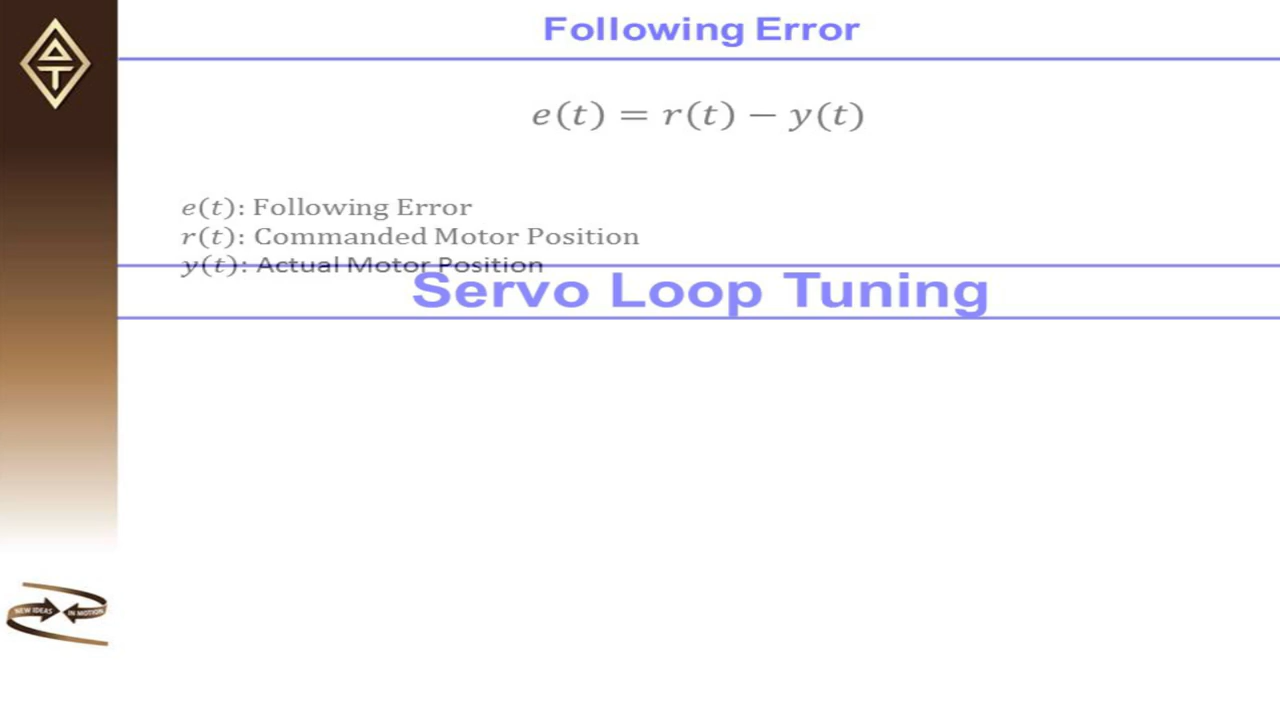 Following Error
e(t) = r(t) − y(t)
e(t): Following Error
r(t): Commanded Motor Position
y(t): Actual Motor Position
Servo Loop Tuning
NEW IDEAS IN MOTION